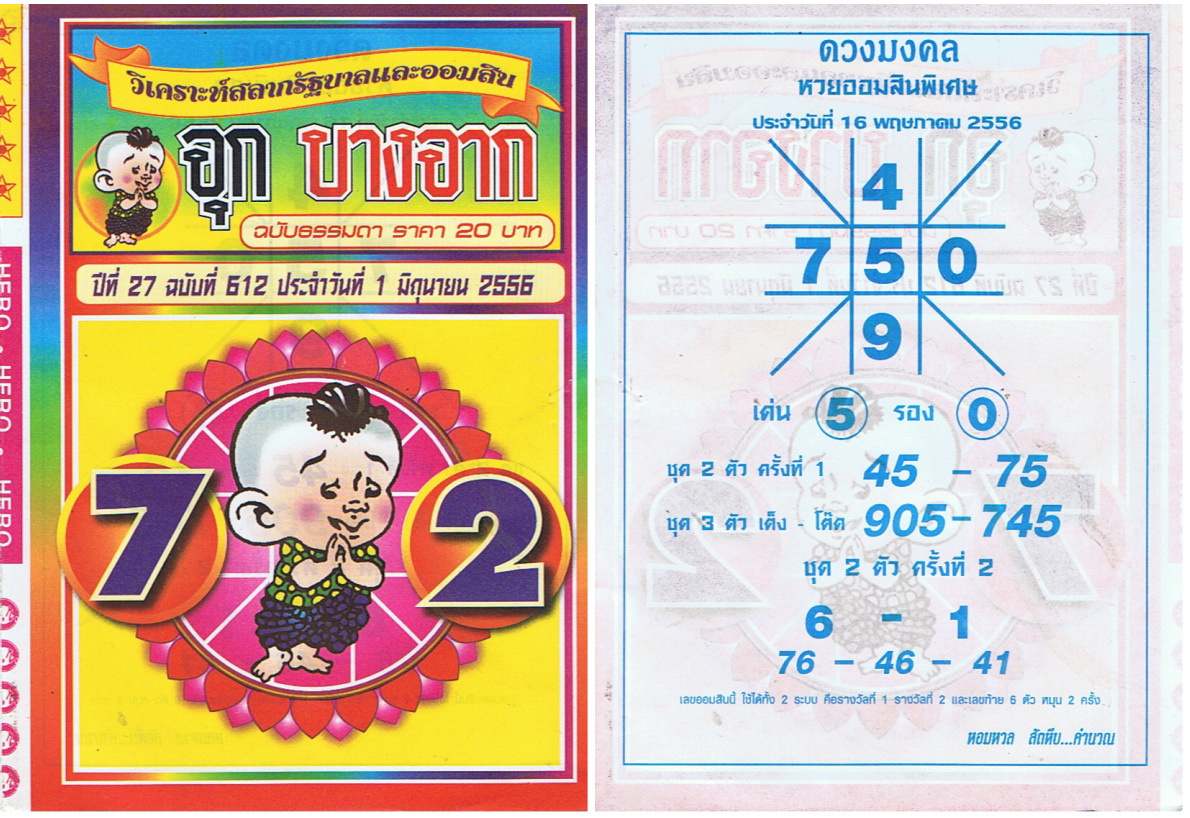 วิเคราะห์สลากรัฐบาลและออมสิน
อุก บางอาก
ฉบับธรรมดา ราคา 20 บาท
ปีที่ 27 ฉบับที่ 612 ประจำวันที่ 1 มิถุนายน 2556
7 2
HERO • HERO • HERO
ดวงมงคล
หวยออมสินพิเศษ
ประจำวันที่ 16 พฤษภาคม 2556
4
7 5 0
9
เด่น 5 รอง 0
ชุด 2 ตัว ครั้งที่ 1 45 - 75
ชุด 3 ตัว เต็ง - โต๊ด 905 - 745
ชุด 2 ตัว ครั้งที่ 2
6 - 1
76 - 46 - 41
เลขออมสินนี้ ใช้ได้ทั้ง 2 ระบบ คือรางวัลที่ 1 รางวัลที่ 2 และเลขท้าย 6 ตัว หมุน 2 ครั้ง
หอมหวล สัตหีบ...คำนวณ